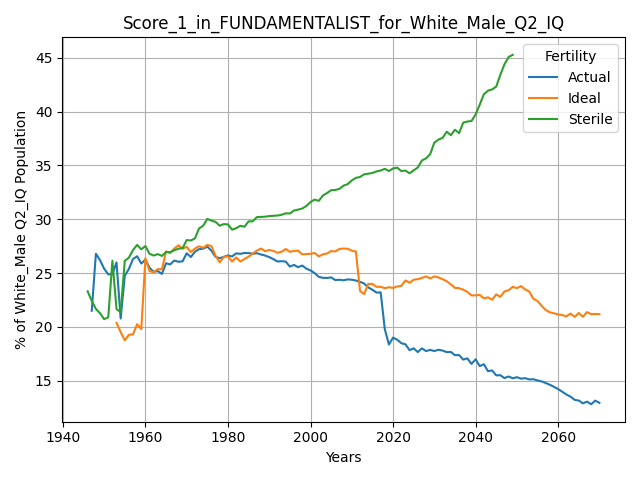 Score_1_in_FUNDAMENTALIST_for_White_Male_Q2_IQ
% of White_Male Q2_IQ Population
45
40
35
30
25
20
15
Fertility
Actual
Ideal
Sterile
1940 1960 1980 2000 2020 2040 2060
Years